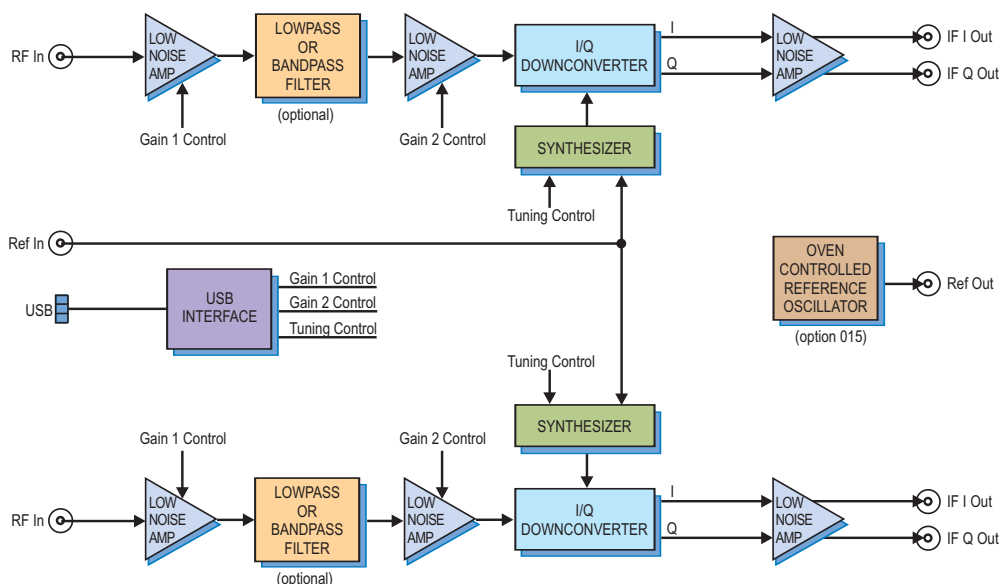 RF In
LOW
NOISE
AMP
Gain 1 Control
LOWPASS
OR
BANDPASS
FILTER
(optional)
LOW
NOISE
AMP
Gain 2 Control
I/Q
DOWNCONVERTER
I
Q
LOW
NOISE
AMP
IF I Out
IF Q Out
SYNTHESIZER
Tuning Control
Ref In
USB
USB
INTERFACE
Gain 1 Control
Gain 2 Control
Tuning Control
OVEN
CONTROLLED
REFERENCE
OSCILLATOR
(option 015)
Ref Out
Tuning Control
SYNTHESIZER
Gain 1 Control
Gain 2 Control
RF In
LOW
NOISE
AMP
LOWPASS
OR
BANDPASS
FILTER
(optional)
LOW
NOISE
AMP
I/Q
DOWNCONVERTER
I
Q
LOW
NOISE
AMP
IF I Out
IF Q Out